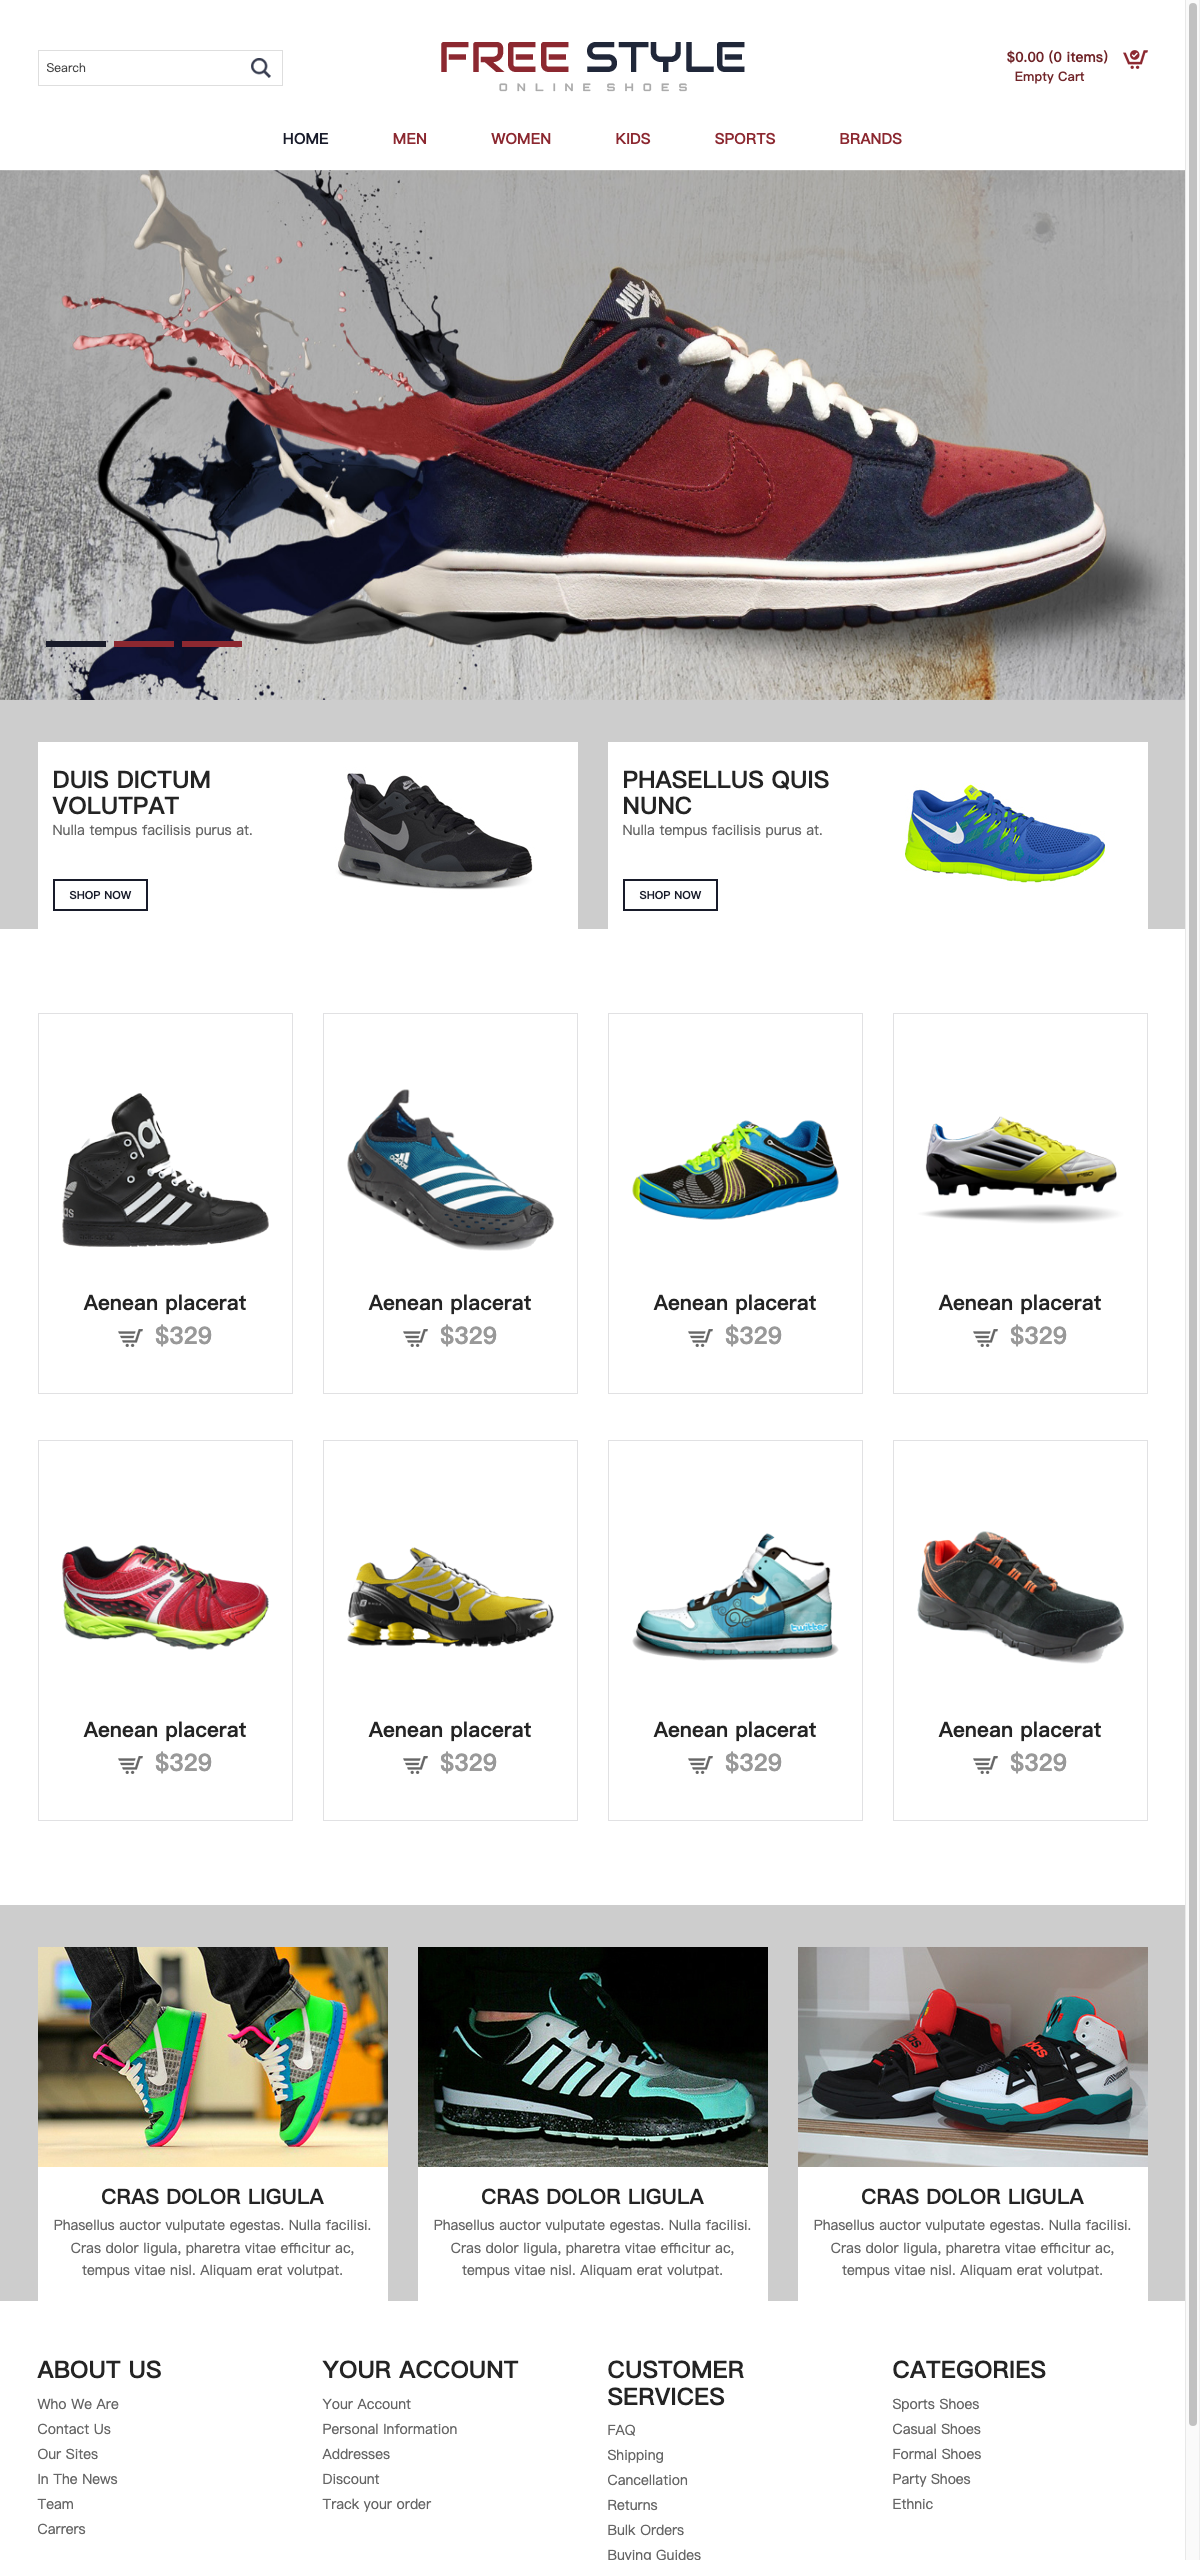 Search
FREE STYLE
ONLINE SHOES
$0.00 (0 items)
Empty Cart
HOME MEN WOMEN KIDS SPORTS BRANDS
NIKE
SB
DUIS DICTUM
VOLUTPAT
Nulla tempus facilisis purus at.
SHOP NOW
PHASELLUS QUIS
NUNC
Nulla tempus facilisis purus at.
SHOP NOW
adidas
Aenean placerat
$329
Aenean placerat
$329
Aenean placerat
$329
Aenean placerat
$329
twitter
Aenean placerat
$329
Aenean placerat
$329
Aenean placerat
$329
Aenean placerat
$329
CRAS DOLOR LIGULA
Phasellus auctor vulputate egestas. Nulla facilisi.
Cras dolor ligula, pharetra vitae efficitur ac,
tempus vitae nisl. Aliquam erat volutpat.
CRAS DOLOR LIGULA
Phasellus auctor vulputate egestas. Nulla facilisi.
Cras dolor ligula, pharetra vitae efficitur ac,
tempus vitae nisl. Aliquam erat volutpat.
CRAS DOLOR LIGULA
Phasellus auctor vulputate egestas. Nulla facilisi.
Cras dolor ligula, pharetra vitae efficitur ac,
tempus vitae nisl. Aliquam erat volutpat.
ABOUT US
Who We Are
Contact Us
Our Sites
In The News
Team
Carrers
YOUR ACCOUNT
Your Account
Personal Information
Addresses
Discount
Track your order
CUSTOMER
SERVICES
FAQ
Shipping
Cancellation
Returns
Bulk Orders
Buying Guides
CATEGORIES
Sports Shoes
Casual Shoes
Formal Shoes
Party Shoes
Ethnic